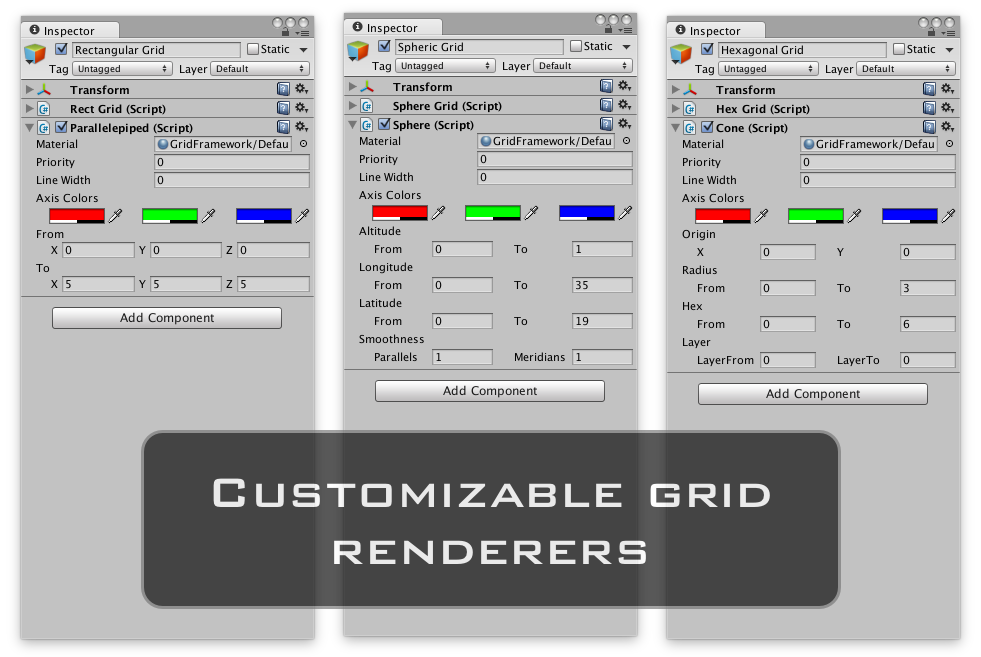 Inspector
Rectangular Grid Static
Tag Untagged Layer Default
Transform
Rect Grid (Script)
C#
Parallelepiped (Script)
C#
Material GridFramework/Defau
Priority 0
Line Width 0
Axis Colors
From
X 0 Y 0 Z 0
To
X 5 Y 5 Z 5
Add Component
Inspector
Spheric Grid Static
Tag Untagged Layer Default
Transform
Sphere Grid (Script)
C#
Sphere (Script)
C#
Material GridFramework/Defau
Priority 0
Line Width 0
Axis Colors
Altitude
From 0 To 1
Longitude
From 0 To 35
Latitude
From 0 To 19
Smoothness
Parallels 1 Meridians 1
Add Component
Inspector
Hexagonal Grid Static
Tag Untagged Layer Default
Transform
Hex Grid (Script)
C#
Cone (Script)
C#
Material GridFramework/Defau
Priority 0
Line Width 0
Axis Colors
Origin
X 0 Y 0
Radius
From 0 To 3
Hex
From 0 To 6
Layer
LayerFrom 0 LayerTo 0
Add Component
Customizable grid
renderers